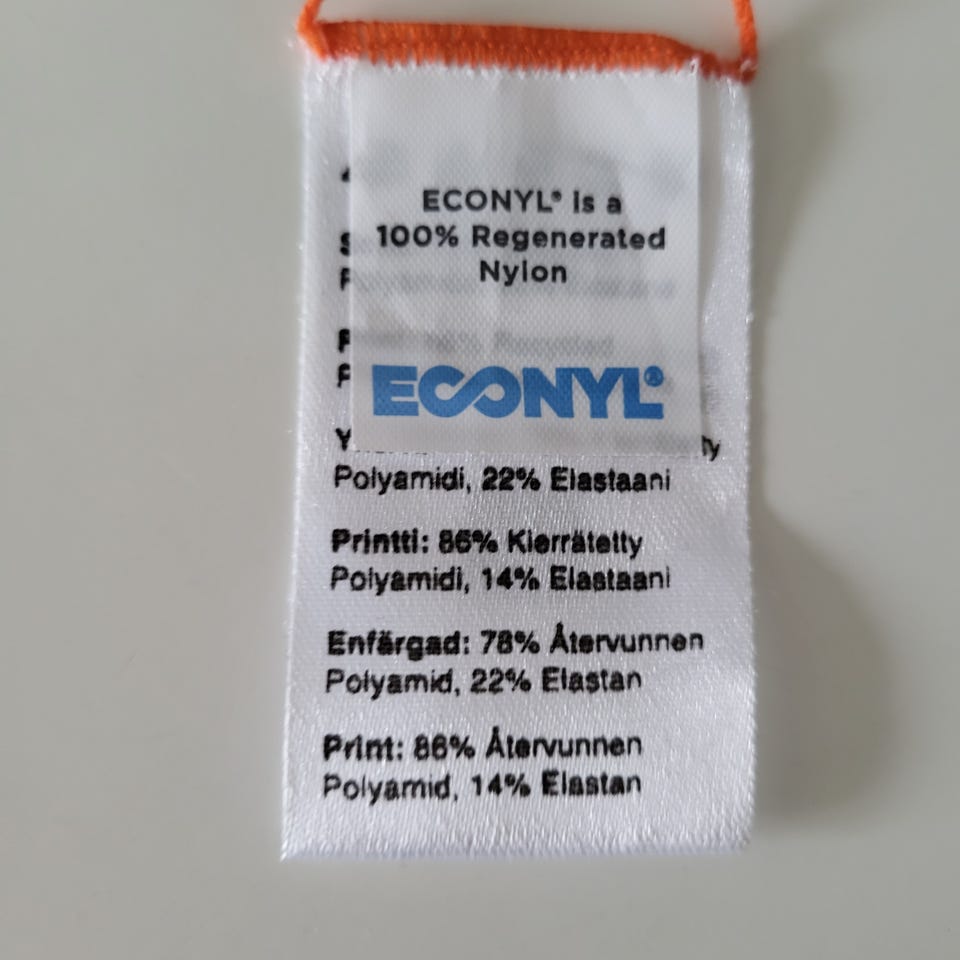 ECONYL® is a
100% Regenerated
Nylon
ECONYL®
Polyamidi, 22% Elastaani
Printti: 86% Kierrätetty
Polyamidi, 14% Elastaani
Enfärgad: 78% Återvunnen
Polyamid, 22% Elastan
Print: 86% Återvunnen
Polyamid, 14% Elastan